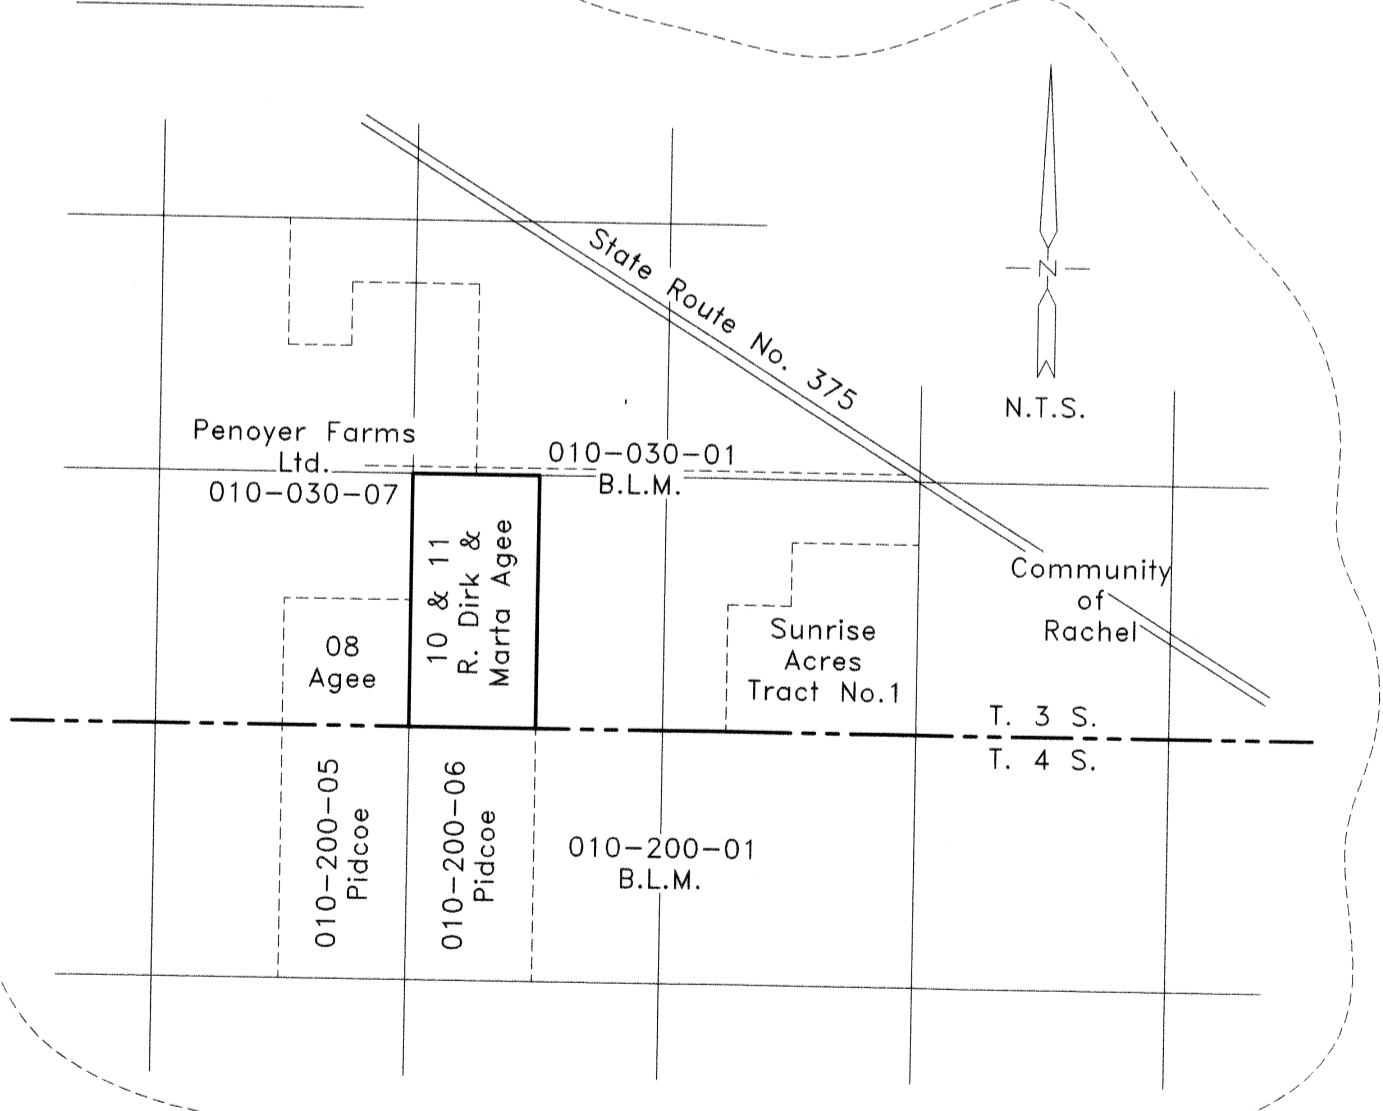 State Route No. 375
N
N.T.S.
Penoyer Farms
Ltd.
010-030-07
010-030-01
B.L.M.
10 & 11
R. Dirk &
Marta Agee
08
Agee
Sunrise
Acres
Tract No.1
Community
of
Rachel
T. 3 S.
T. 4 S.
010-200-05
Pidcoe
010-200-06
Pidcoe
010-200-01
B.L.M.